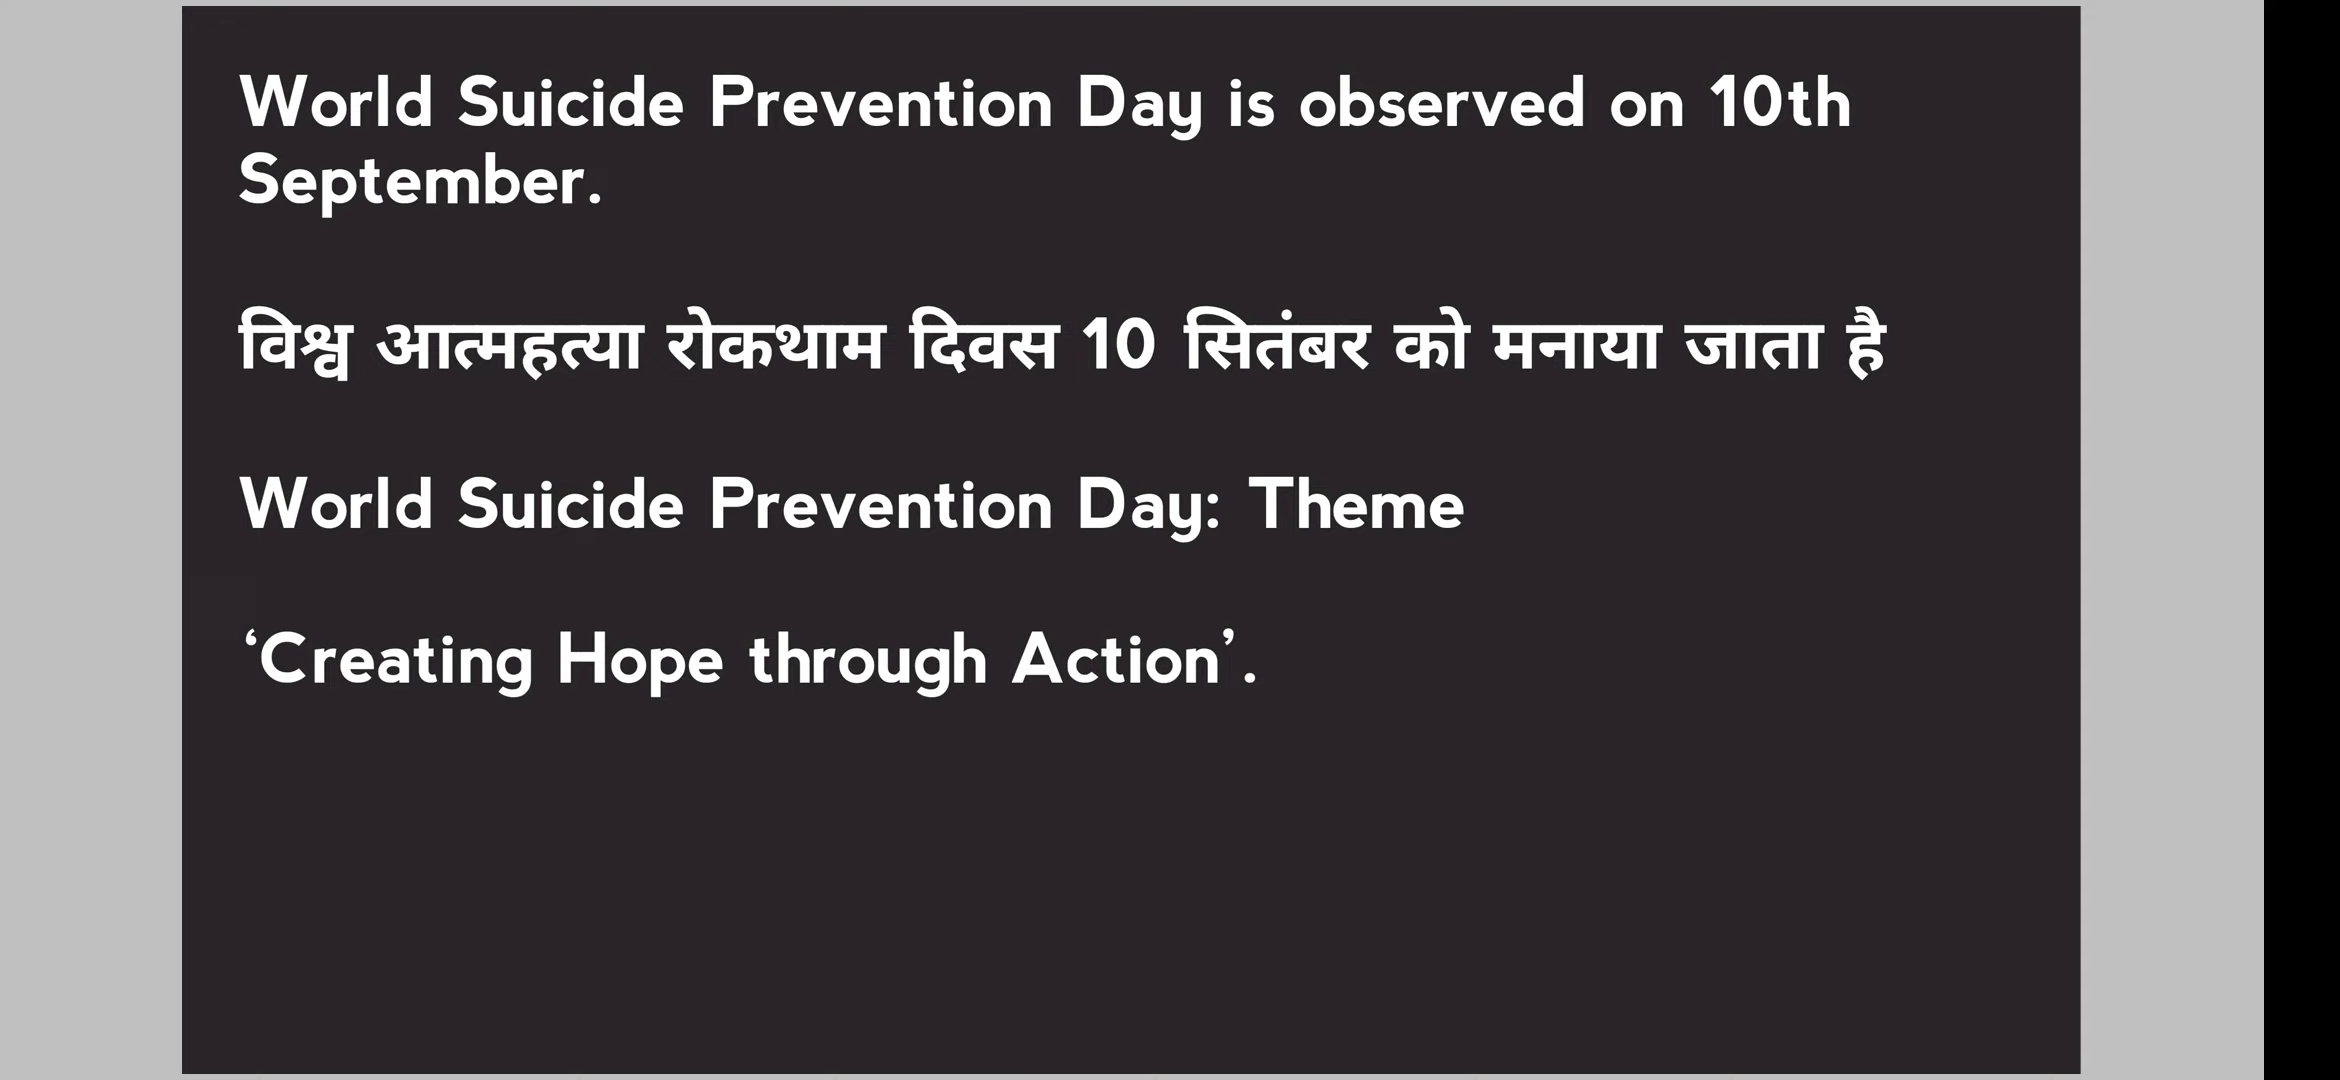 World Suicide Prevention Day is observed on 10th
September.
विश्व आत्महत्या रोकथाम दिवस 10 सितंबर को मनाया जाता है
World Suicide Prevention Day: Theme
‘Creating Hope through Action’.